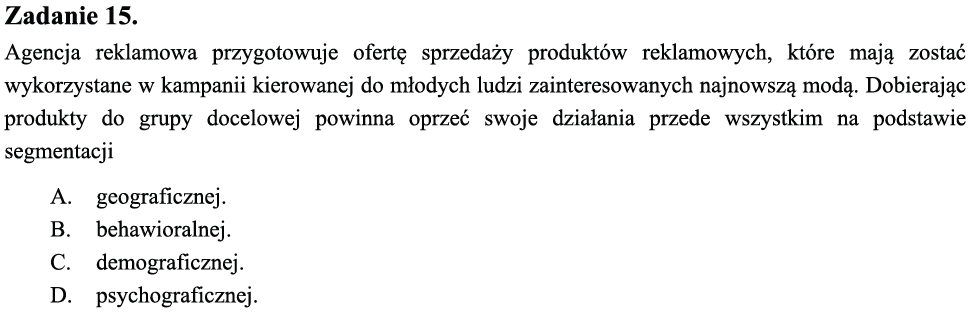 Zadanie 15.
Agencja reklamowa przygotowuje ofertę sprzedaży produktów reklamowych, które mają zostać
wykorzystane w kampanii kierowanej do młodych ludzi zainteresowanych najnowszą modą. Dobierając
produkty do grupy docelowej powinna oprzeć swoje działania przede wszystkim na podstawie
segmentacji
A. geograficznej.
B. behawioralnej.
C. demograficznej.
D. psychograficznej.